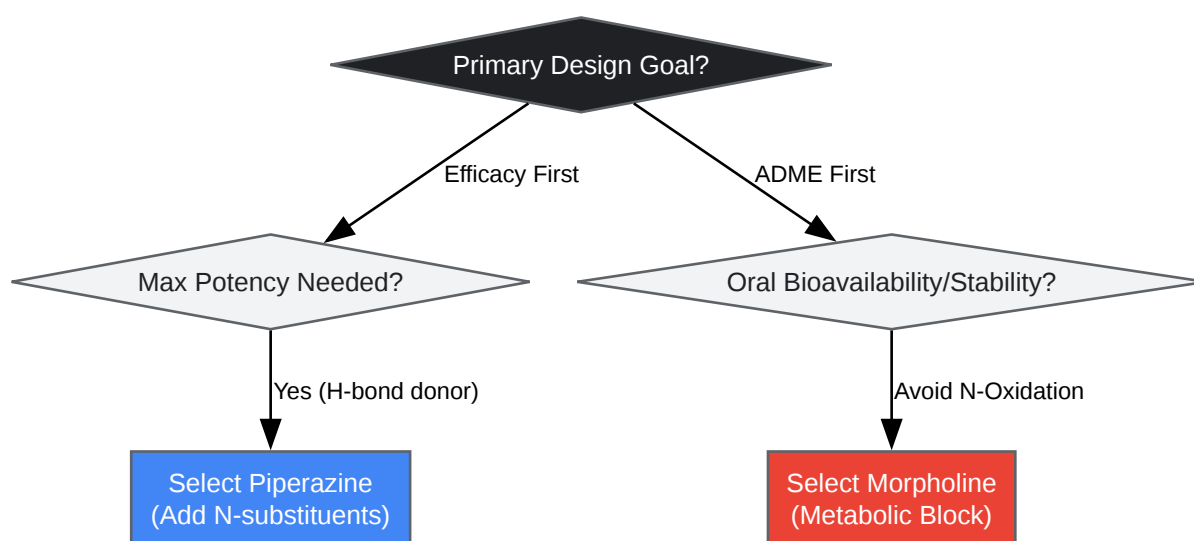 Primary Design Goal?
Efficacy First
ADME First
Max Potency Needed?
Oral Bioavailability/Stability?
Yes (H-bond donor)
Avoid N-Oxidation
Select Piperazine
(Add N-substituents)
Select Morpholine
(Metabolic Block)